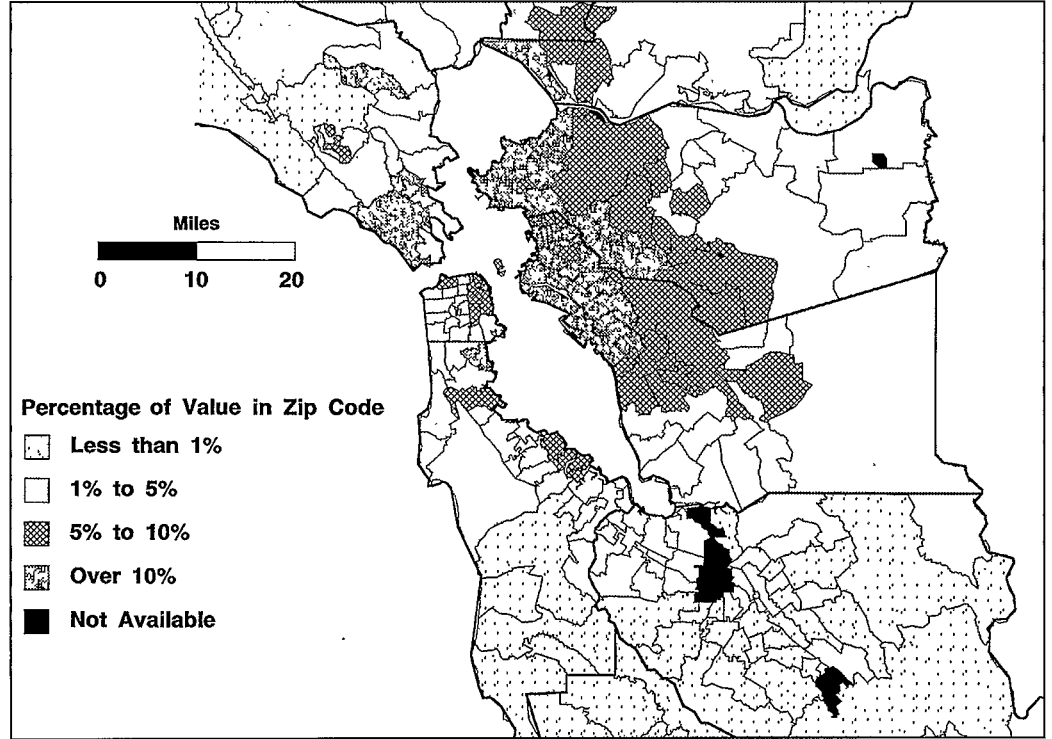 Miles
0 10 20
Percentage of Value in Zip Code
Less than 1%
1% to 5%
5% to 10%
Over 10%
Not Available